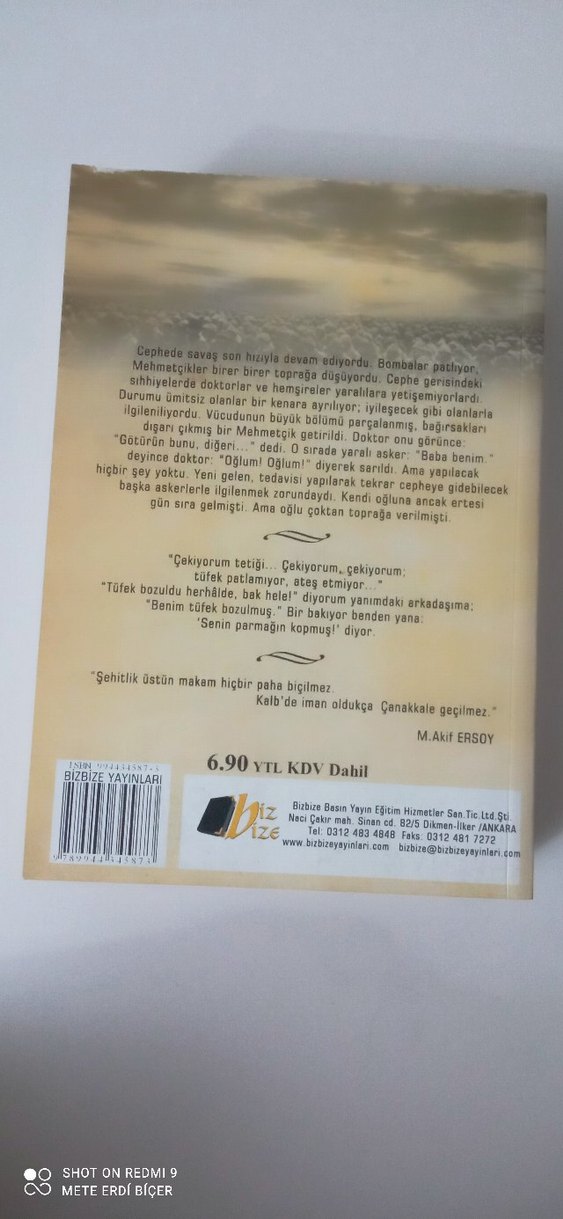 Cephede savaş son hızıyla devam ediyordu. Bombalar patlıyor,
Mehmetçikler birer birer toprağa düşüyordu. Cephe gerisindeki
sıhhiyelerde doktorlar ve hemşireler yaralılara yetişemiyorlardı.
Durumu ümitsiz olanlar bir kenara ayrılıyor; iyileşecek gibi olanlarla
ilgileniliyordu. Vücudunun büyük bölümü parçalanmış, bağırsakları
dışarı çıkmış bir Mehmetçik getirildi. Doktor onu görünce:
"Götürün bunu, diğeri..." dedi. O sırada yaralı asker: "Baba benim."
deyince doktor: "Oğlum! Oğlum!" diyerek sarıldı. Ama yapılacak
hiçbir şey yoktu. Yeni gelen, tedavisi yapılarak tekrar cepheye gidebilecek
başka askerlerle ilgilenmek zorundaydı. Kendi oğluna ancak ertesi
gün sıra gelmişti. Ama oğlu çoktan toprağa verilmişti.
"Çekiyorum tetiği... Çekiyorum, çekiyorum;
tüfek patlamıyor, ateş etmiyor..."
"Tüfek bozuldu herhâlde, bak hele!" diyorum yanımdaki arkadaşıma;
"Benim tüfek bozulmuş." Bir bakıyor benden yana:
'Senin parmağın kopmuş!' diyor.
"Şehitlik üstün makam hiçbir paha biçilmez.
Kalb'de iman oldukça Çanakkale geçilmez."
M.Akif ERSOY
6.90 YTL KDV Dahil
ISBN 994434587-3
BİZBİZE YAYINLARI
9789944345873
biz
bize
Bizbize Basın Yayın Eğitim Hizmetler San.Tic.Ltd.Şti.
Naci Çakır mah. Sinan cd. 82/5 Dikmen-İlker /ANKARA
Tel: 0312 483 4848 Faks: 0312 481 7272
www.bizbizeyayinlari.com bizbize@bizbizeyayinlari.com
SHOT ON REDMI 9
METE ERDİ BİÇER